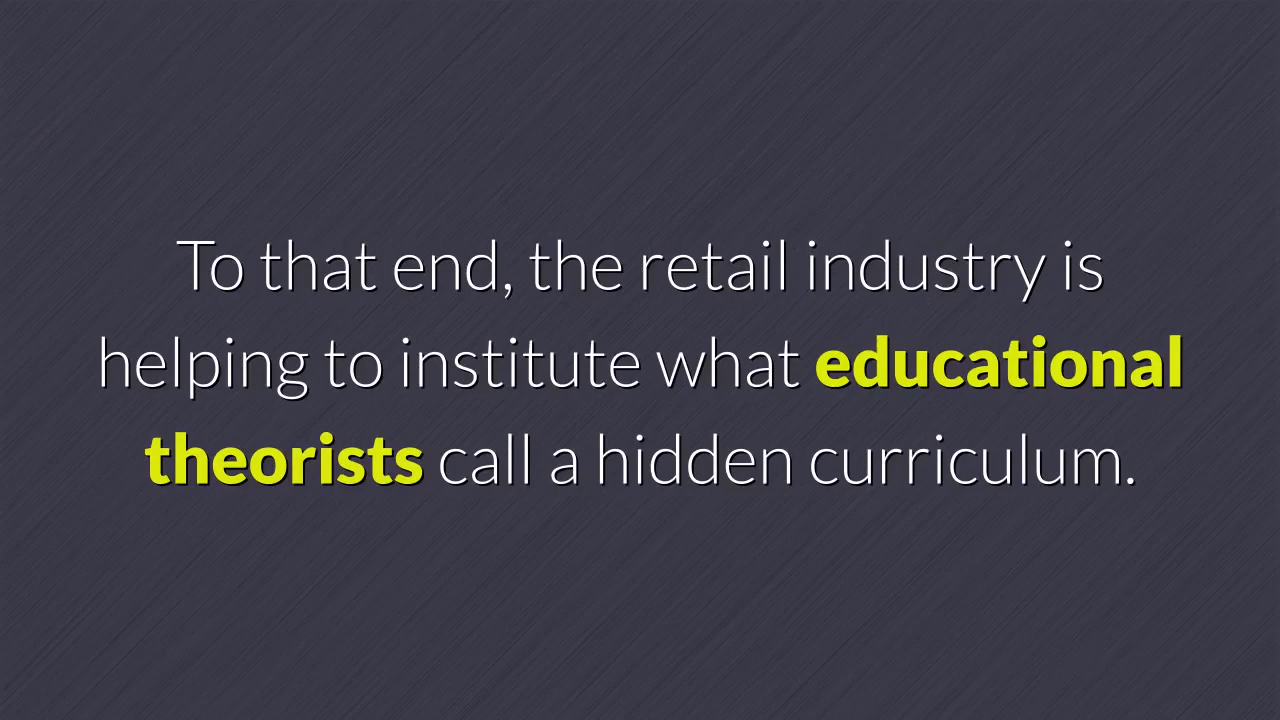 To that end, the retail industry is
helping to institute what educational
theorists call a hidden curriculum.